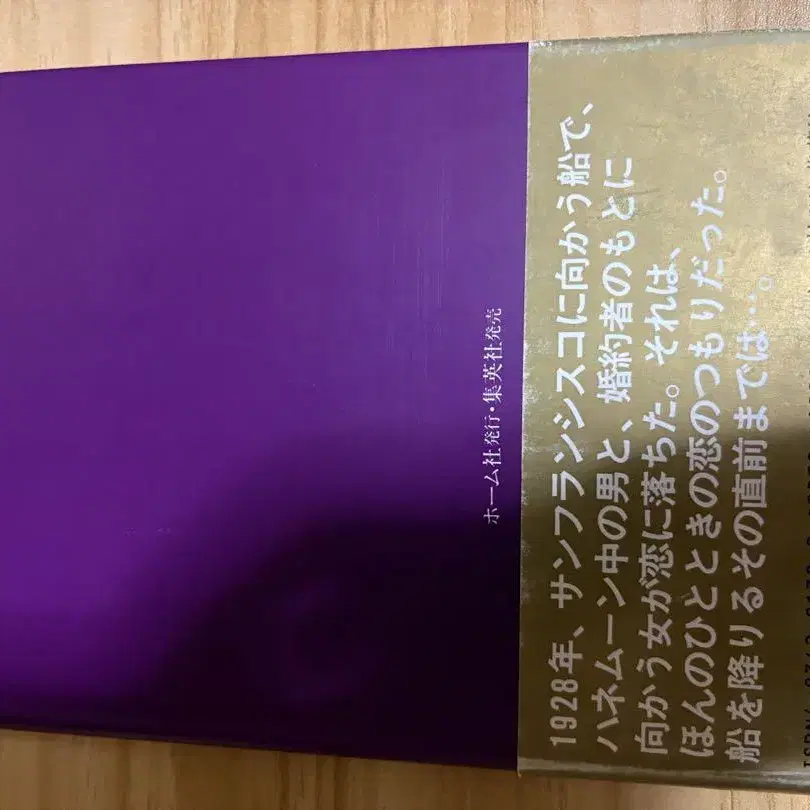 ホーム社発行・集英社発売
1928年、サンフランシスコに向かう船で、
ハネムーン中の男と、婚約者のもとに
向かう女が恋に落ちた。それは、
ほんのひとときの恋のつもりだった。
船を降りるその直前までは…。